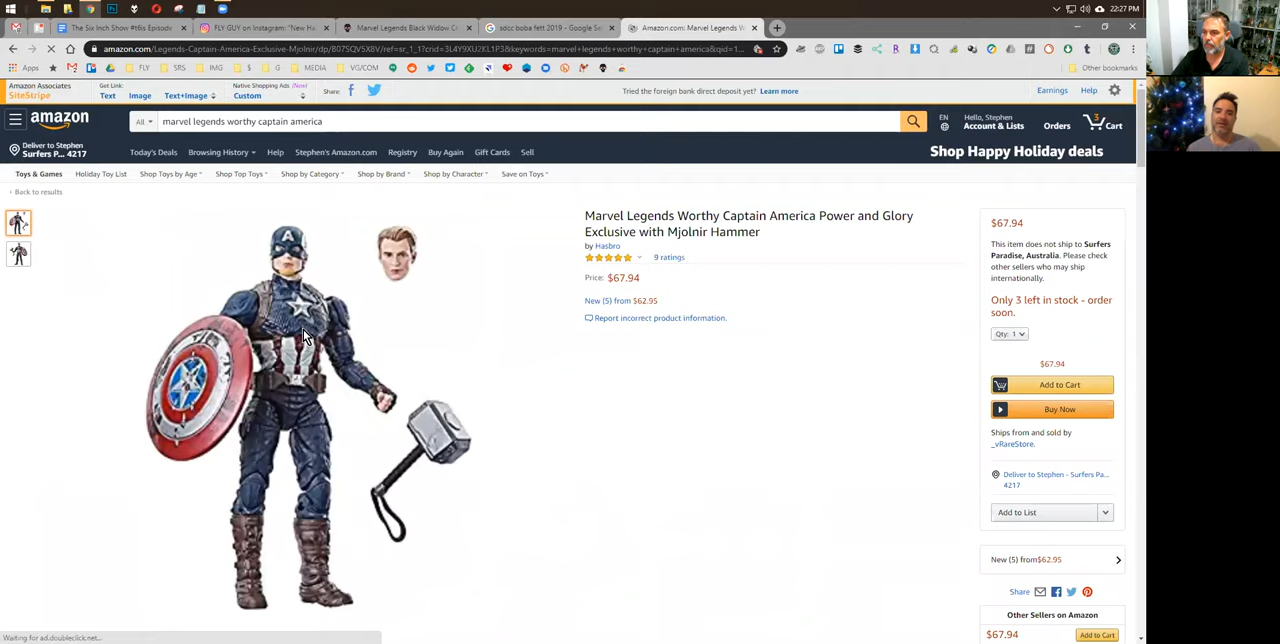 22:27
The Six Inch Show #t6is Episode
FLY GUY on Instagram: "New Ha
Marvel Legends Black Widow C
sdcc boba fett 2019 - Google Se
Amazon.com: Marvel Legends W
amazon.com/Legends-Captain-America-Exclusive-Mjolnir/dp/B07SQV5X8V/ref=sr_1_1?crid=3L4Y9XU2KL1P3&keywords=marvel+legends+worthy+captain+america&qid=1...
Apps
FLY
SRS
IMG
$
G
MEDIA
VG/COM
Other bookmarks
Amazon Associates
SiteStripe
Get Link:
Text
Image
Text+Image
Native Shopping Ads (New!)
Custom
Share:
Tried the foreign bank direct deposit yet? Learn more
Earnings
Help
amazon
All
marvel legends worthy captain america
EN
Hello, Stephen
Account & Lists
Orders
3
Cart
Deliver to Stephen
Surfers P... 4217
Today's Deals
Browsing History
Help
Stephen's Amazon.com
Registry
Buy Again
Gift Cards
Sell
Shop Happy Holiday deals
Toys & Games
Holiday Toy List
Shop Toys by Age
Shop Top Toys
Shop by Category
Shop by Brand
Shop by Character
Save on Toys
‹ Back to results
A
Marvel Legends Worthy Captain America Power and Glory
Exclusive with Mjolnir Hammer
by Hasbro
9 ratings
Price: $67.94
New (5) from $62.95
Report incorrect product information.
$67.94
This item does not ship to Surfers
Paradise, Australia. Please check
other sellers who may ship
internationally.
Only 3 left in stock - order
soon.
Qty: 1
$67.94
Add to Cart
Buy Now
Ships from and sold by
_vRareStore.
Deliver to Stephen - Surfers Pa...
4217
Add to List
New (5) from $62.95
Share
Other Sellers on Amazon
$67.94
Add to Cart
Waiting for ad.doubleclick.net...